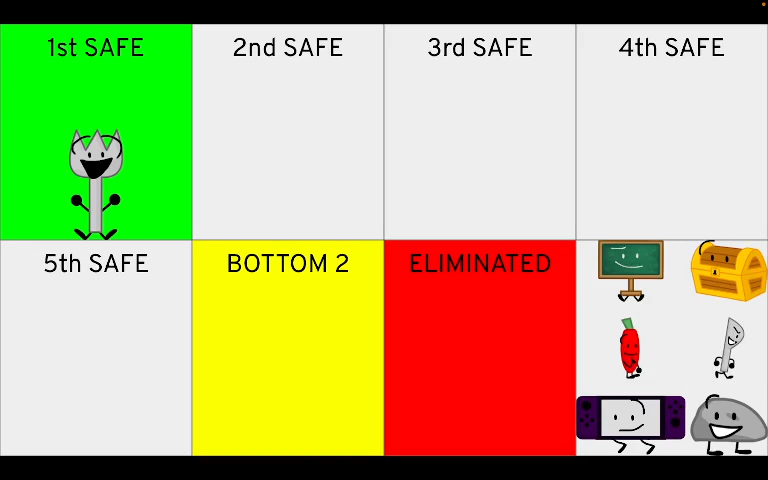 1st SAFE
2nd SAFE
3rd SAFE
4th SAFE
5th SAFE
BOTTOM 2
ELIMINATED